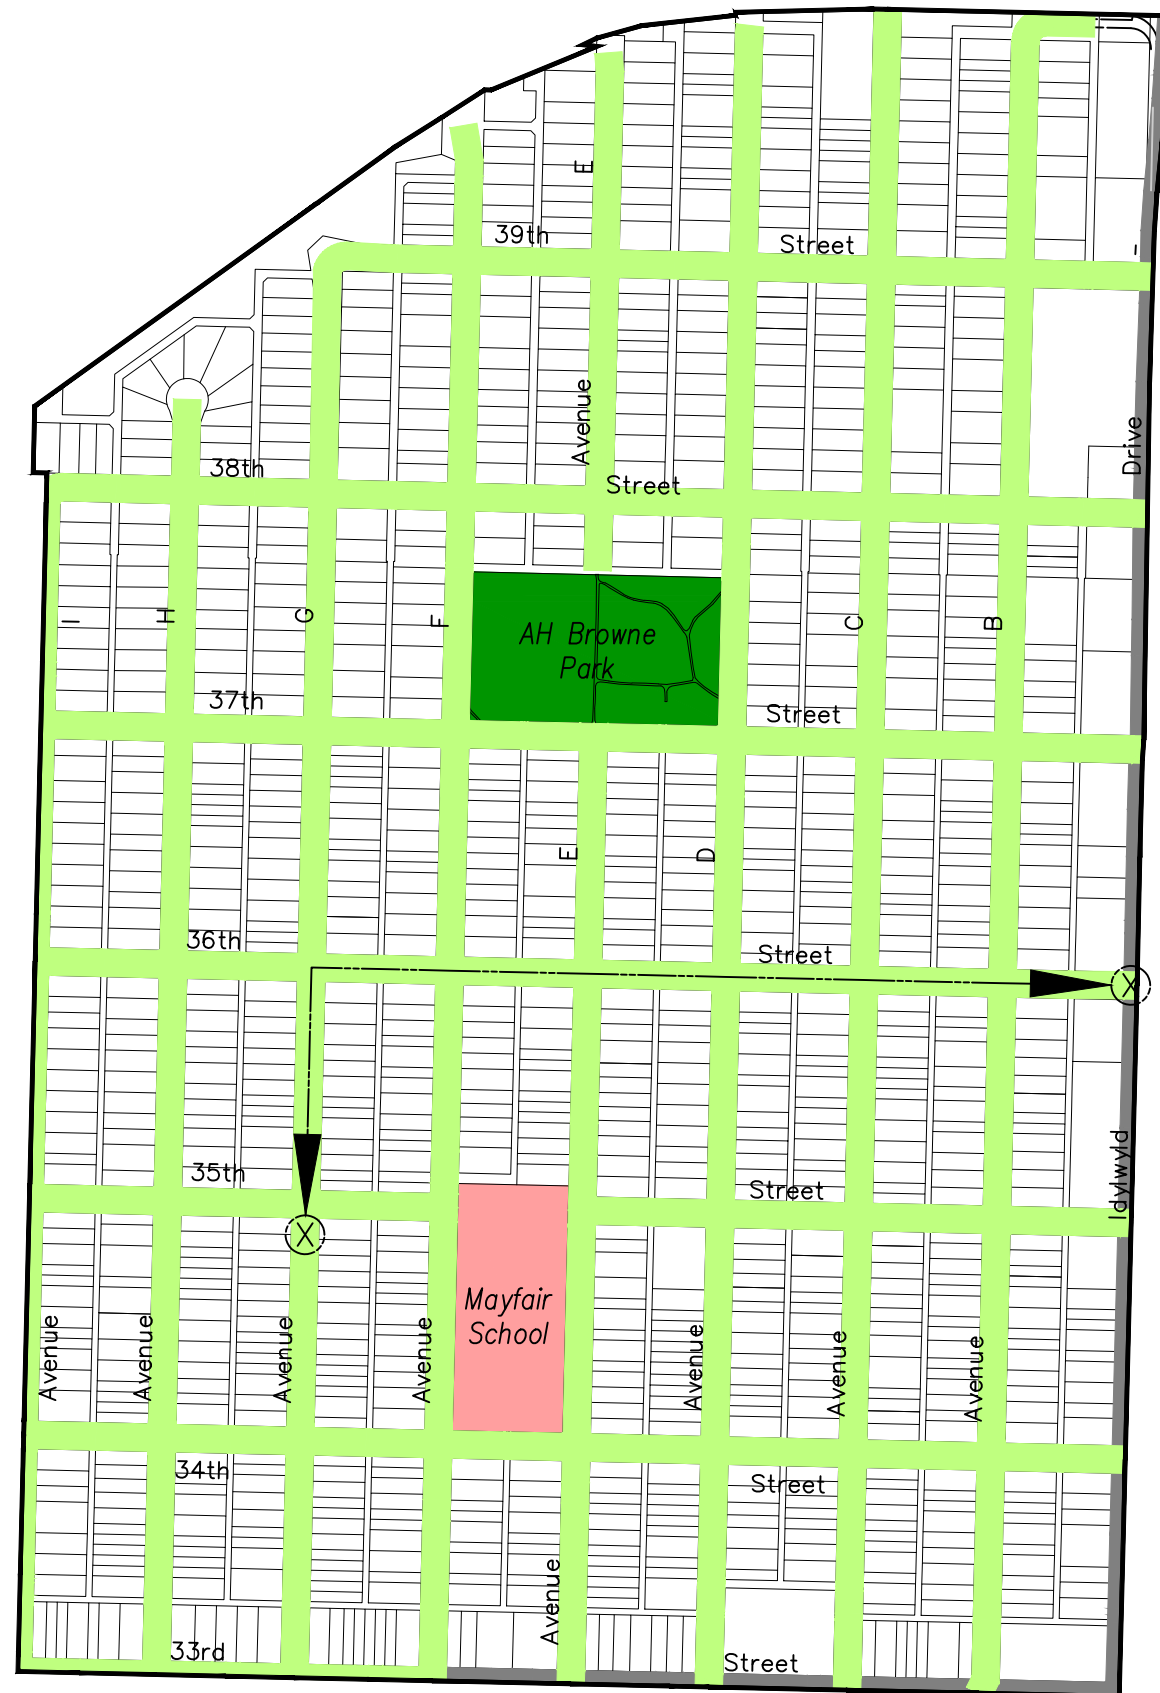 E
39th Street
Avenue
Drive
38th Street
I H G F C B
AH Browne
Park
37th Street
E D
36th Street
X
35th Street
Idylwyld
X
Mayfair
School
Avenue Avenue Avenue Avenue Avenue Avenue Avenue
34th Street
Avenue
33rd Street